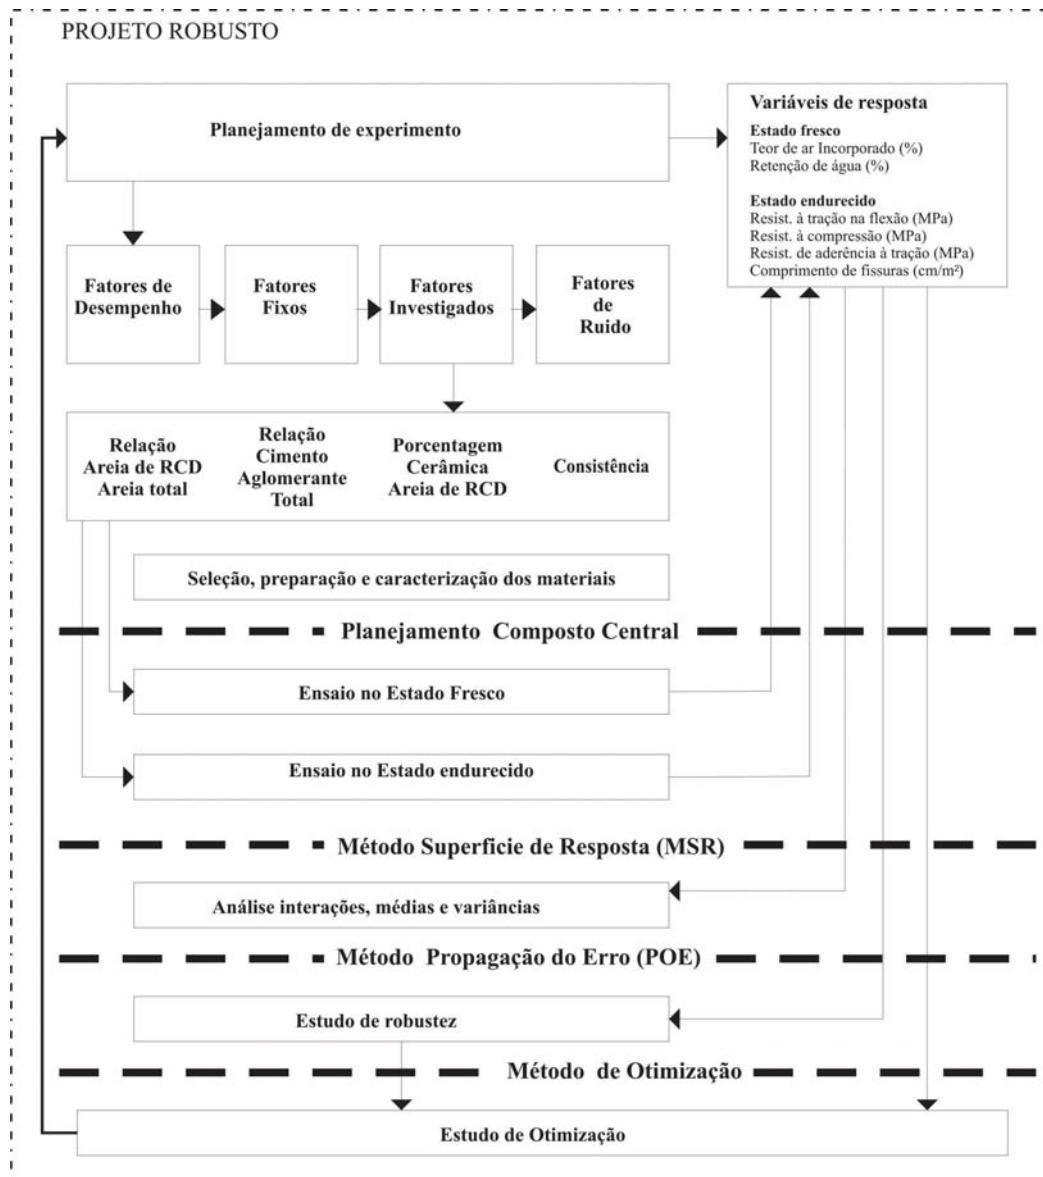 PROJETO ROBUSTO
Planejamento de experimento
Variáveis de resposta
Estado fresco
Teor de ar Incorporado (%)
Retenção de água (%)
Estado endurecido
Resist. à tração na flexão (MPa)
Resist. à compressão (MPa)
Resist. de aderência à tração (MPa)
Comprimento de fissuras (cm/m²)
Fatores de
Desempenho
Fatores
Fixos
Fatores
Investigados
Fatores
de
Ruido
Relação
Areia de RCD
Areia total
Relação
Cimento
Aglomerante
Total
Porcentagem
Cerâmica
Areia de RCD
Consistência
Seleção, preparação e caracterização dos materiais
Planejamento Composto Central
Ensaio no Estado Fresco
Ensaio no Estado endurecido
Método Superficie de Resposta (MSR)
Análise interações, médias e variâncias
Método Propagação do Erro (POE)
Estudo de robustez
Método de Otimização
Estudo de Otimização